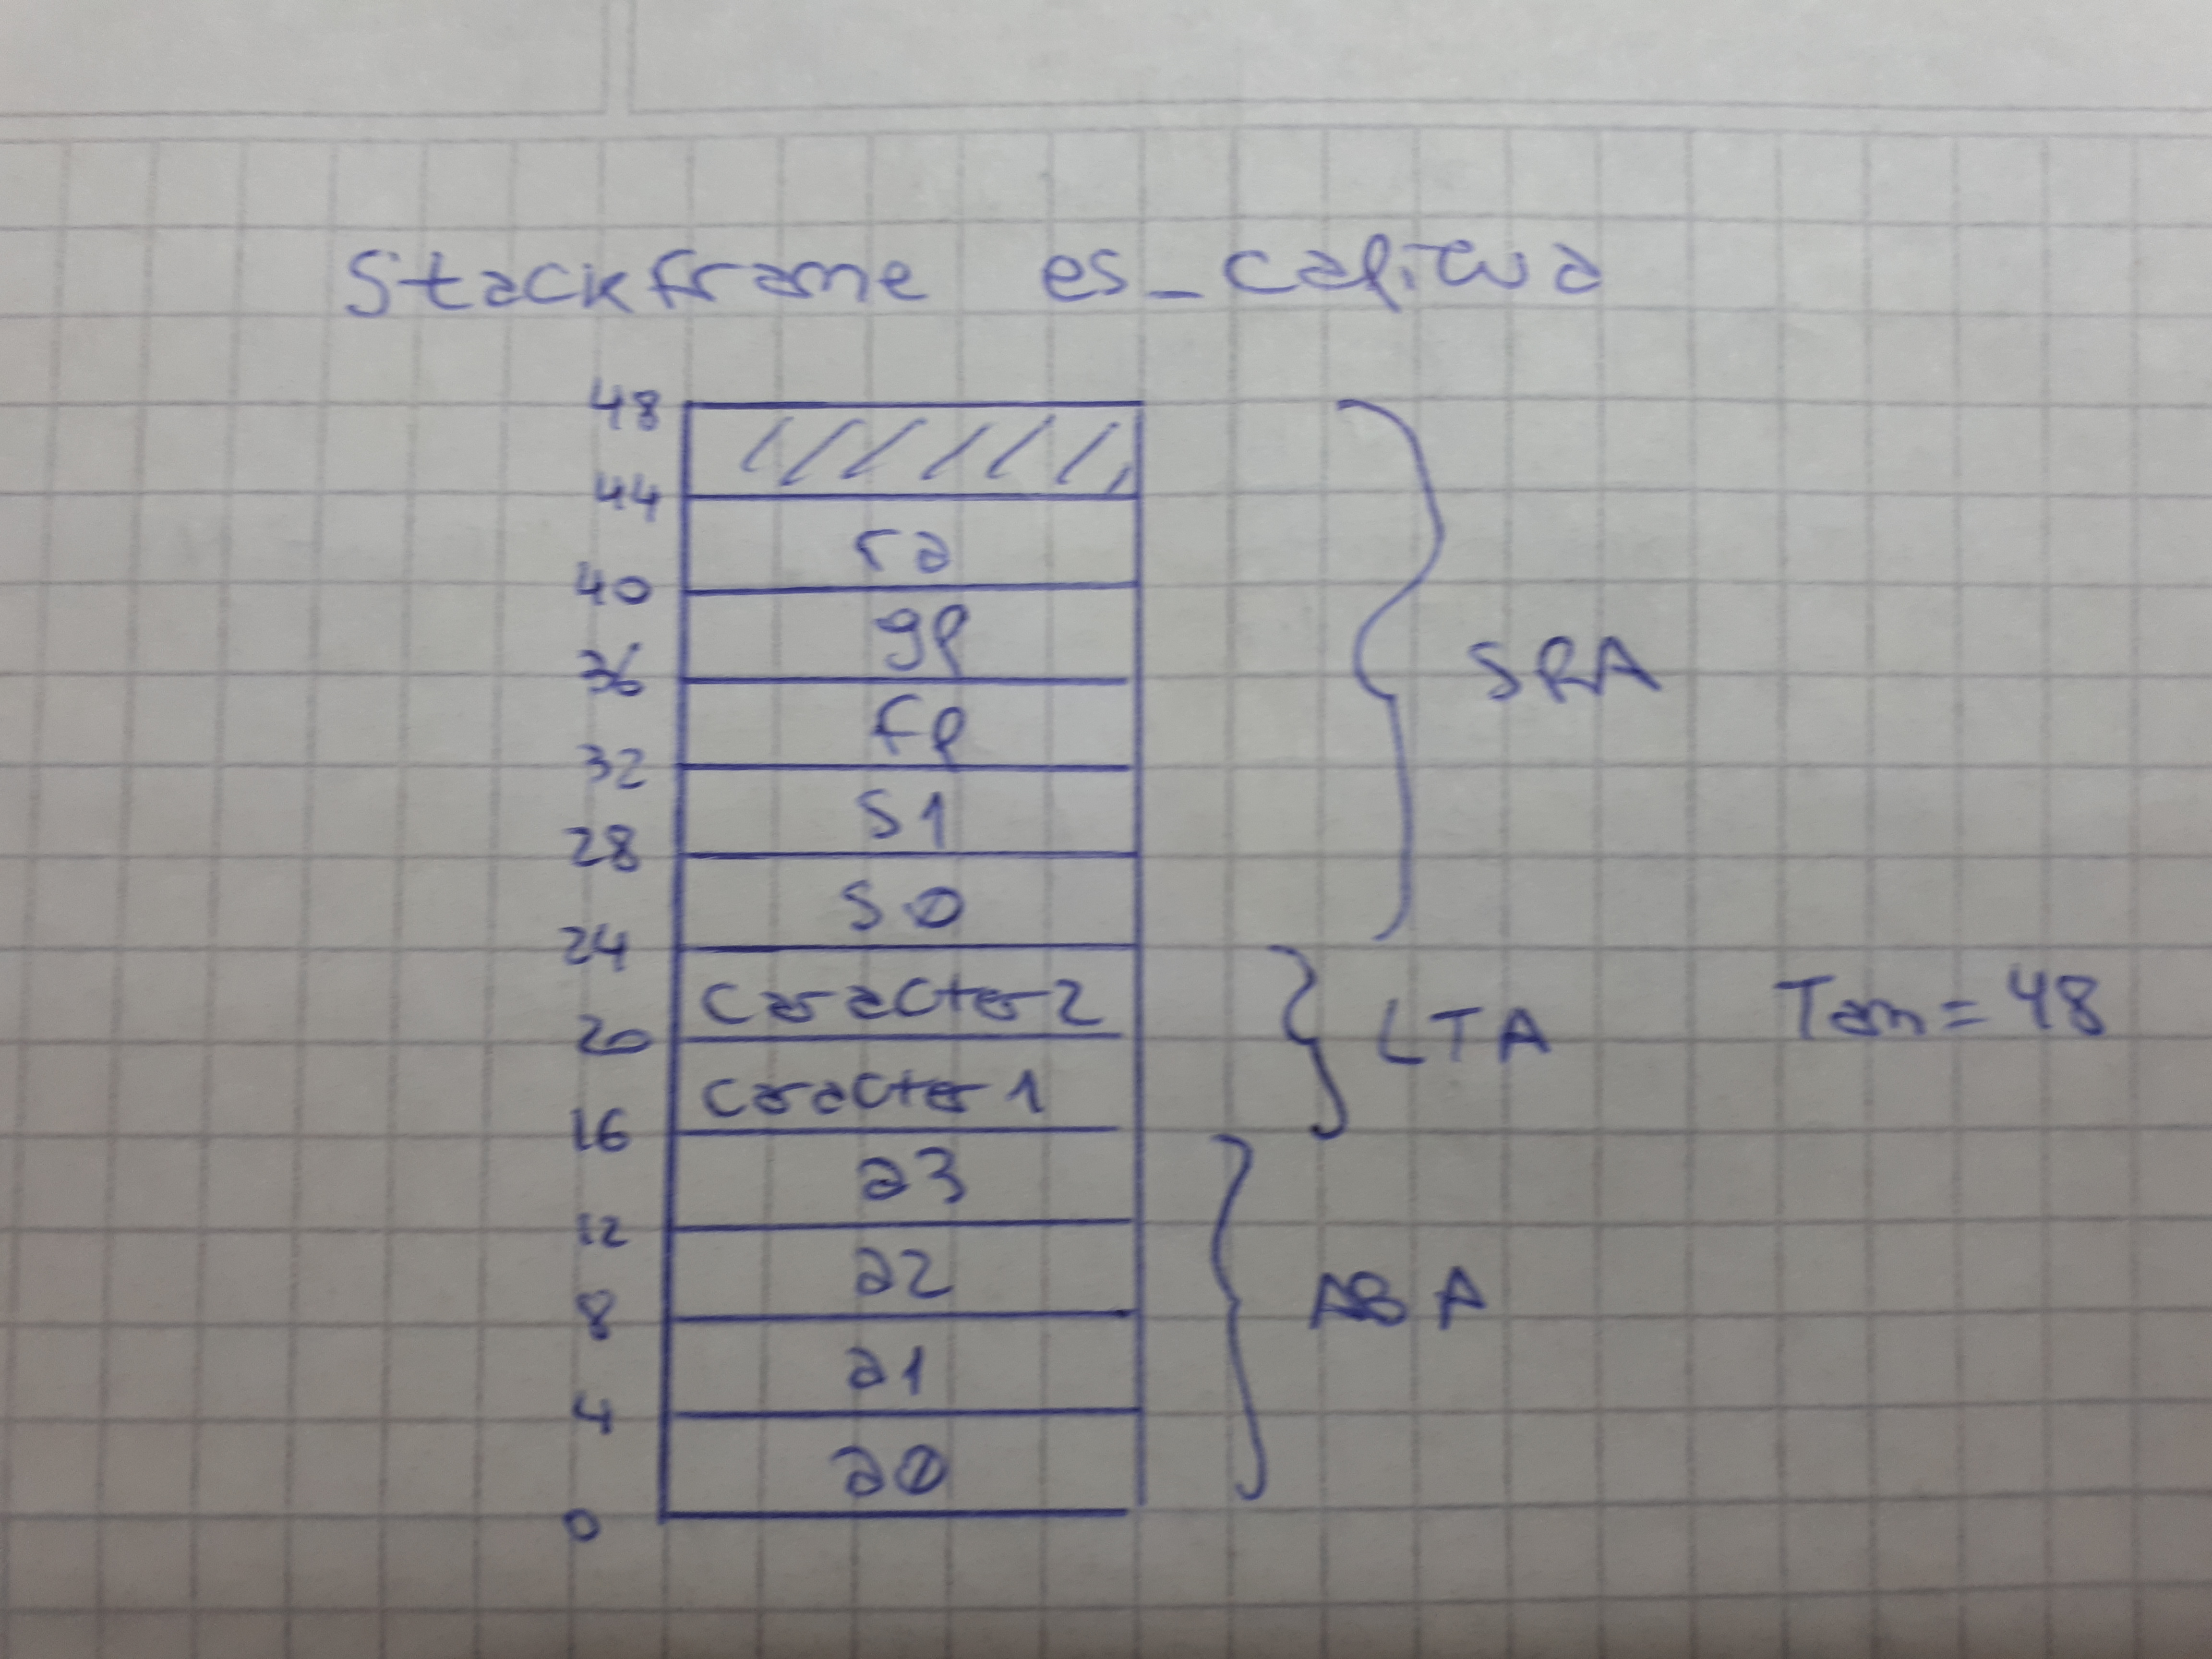 Stackframe es_capicua
48
44
ra
40
gp
36
fp
SRA
32
s1
28
s0
24
caracter2
LTA
Tam = 48
20
caracter1
16
a3
12
a2
ABA
8
a1
4
a0
0